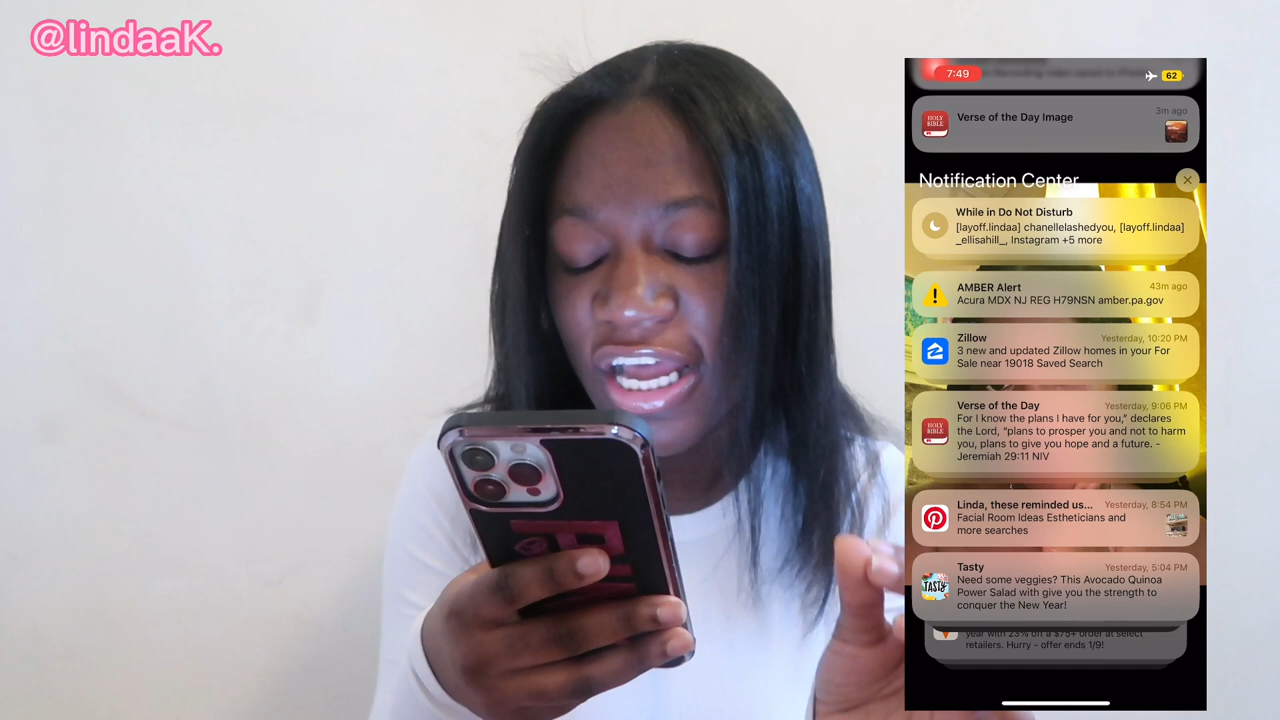 @lindaaK.
7:49
62
Verse of the Day Image
3m ago
HOLY
BIBLE
Notification Center
While in Do Not Disturb
[layoff.lindaa] chanellelashedyou, [layoff.lindaa]
_ellisahill_, Instagram +5 more
AMBER Alert
43m ago
Acura MDX NJ REG H79NSN amber.pa.gov
Zillow
Yesterday, 10:20 PM
3 new and updated Zillow homes in your For
Sale near 19018 Saved Search
Verse of the Day
Yesterday, 9:06 PM
HOLY
BIBLE
For I know the plans I have for you,” declares
the Lord, “plans to prosper you and not to harm
you, plans to give you hope and a future. -
Jeremiah 29:11 NIV
Linda, these reminded us...
Yesterday, 8:54 PM
Facial Room Ideas Estheticians and
more searches
Tasty
Yesterday, 5:04 PM
TASTY
Need some veggies? This Avocado Quinoa
Power Salad with give you the strength to
conquer the New Year!
year with 23% off a $75+ order at select
retailers. Hurry - offer ends 1/9!